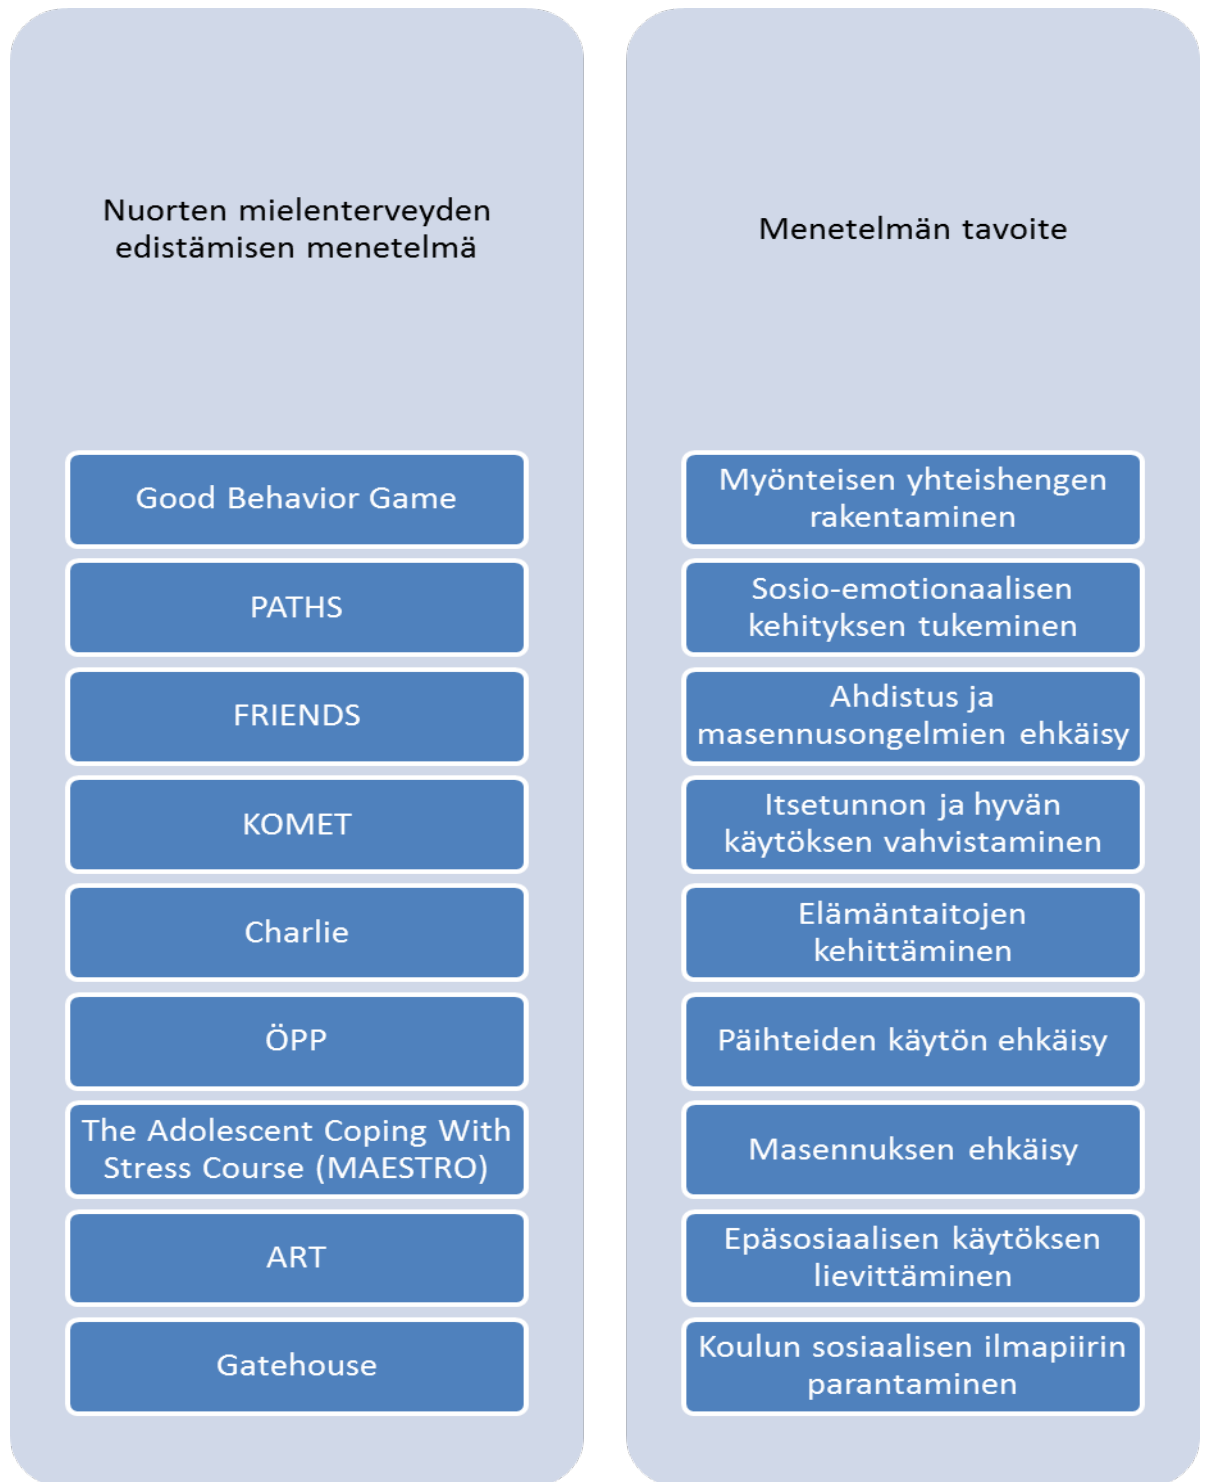 Nuorten mielenterveyden
edistämisen menetelmä
Good Behavior Game
PATHS
FRIENDS
KOMET
Charlie
ÖPP
The Adolescent Coping With
Stress Course (MAESTRO)
ART
Gatehouse
Menetelmän tavoite
Myönteisen yhteishengen
rakentaminen
Sosio-emotionaalisen
kehityksen tukeminen
Ahdistus ja
masennusongelmien ehkäisy
Itsetunnon ja hyvän
käytöksen vahvistaminen
Elämäntaitojen
kehittäminen
Päihteiden käytön ehkäisy
Masennuksen ehkäisy
Epäsosiaalisen käytöksen
lievittäminen
Koulun sosiaalisen ilmapiirin
parantaminen